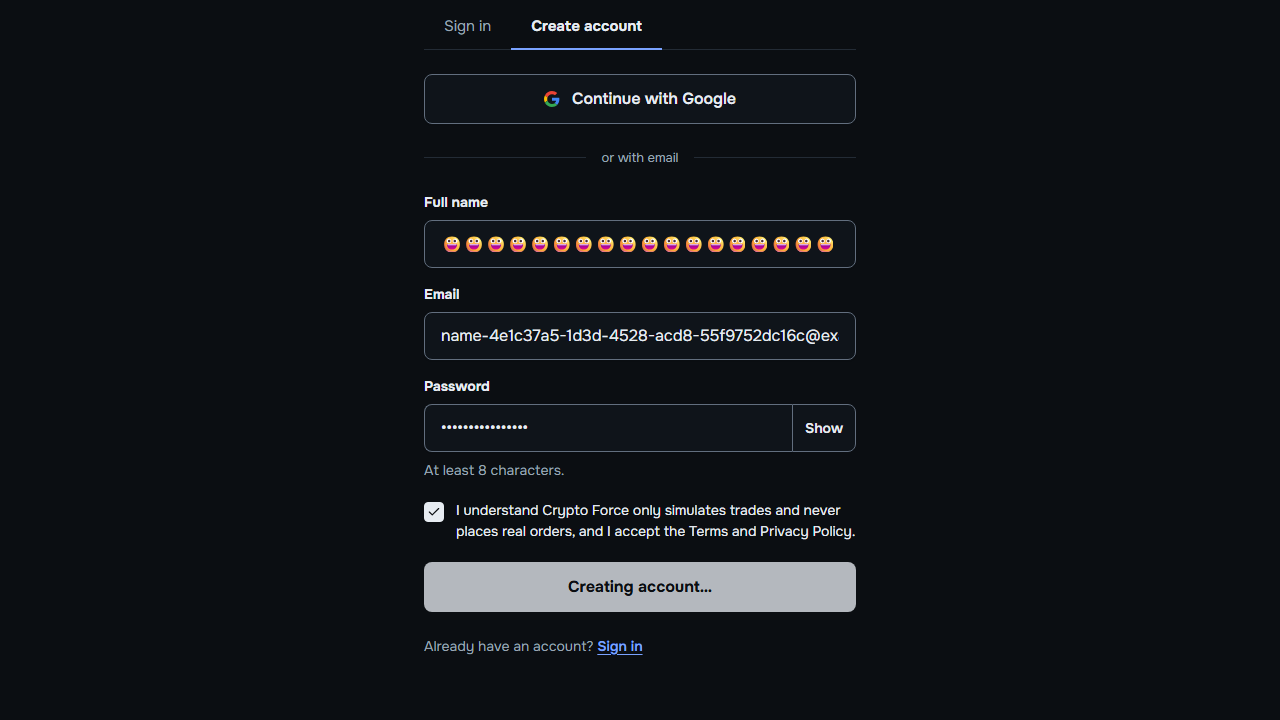 Sign in
Create account
Continue with Google
or with email
Full name
😀😀😀😀😀😀😀😀😀😀😀😀😀😀😀😀😀😀
Email
name-4e1c37a5-1d3d-4528-acd8-55f9752dc16c@ex
Password
••••••••••••••••
Show
At least 8 characters.
I understand Crypto Force only simulates trades and never
places real orders, and I accept the Terms and Privacy Policy.
Creating account...
Already have an account? Sign in